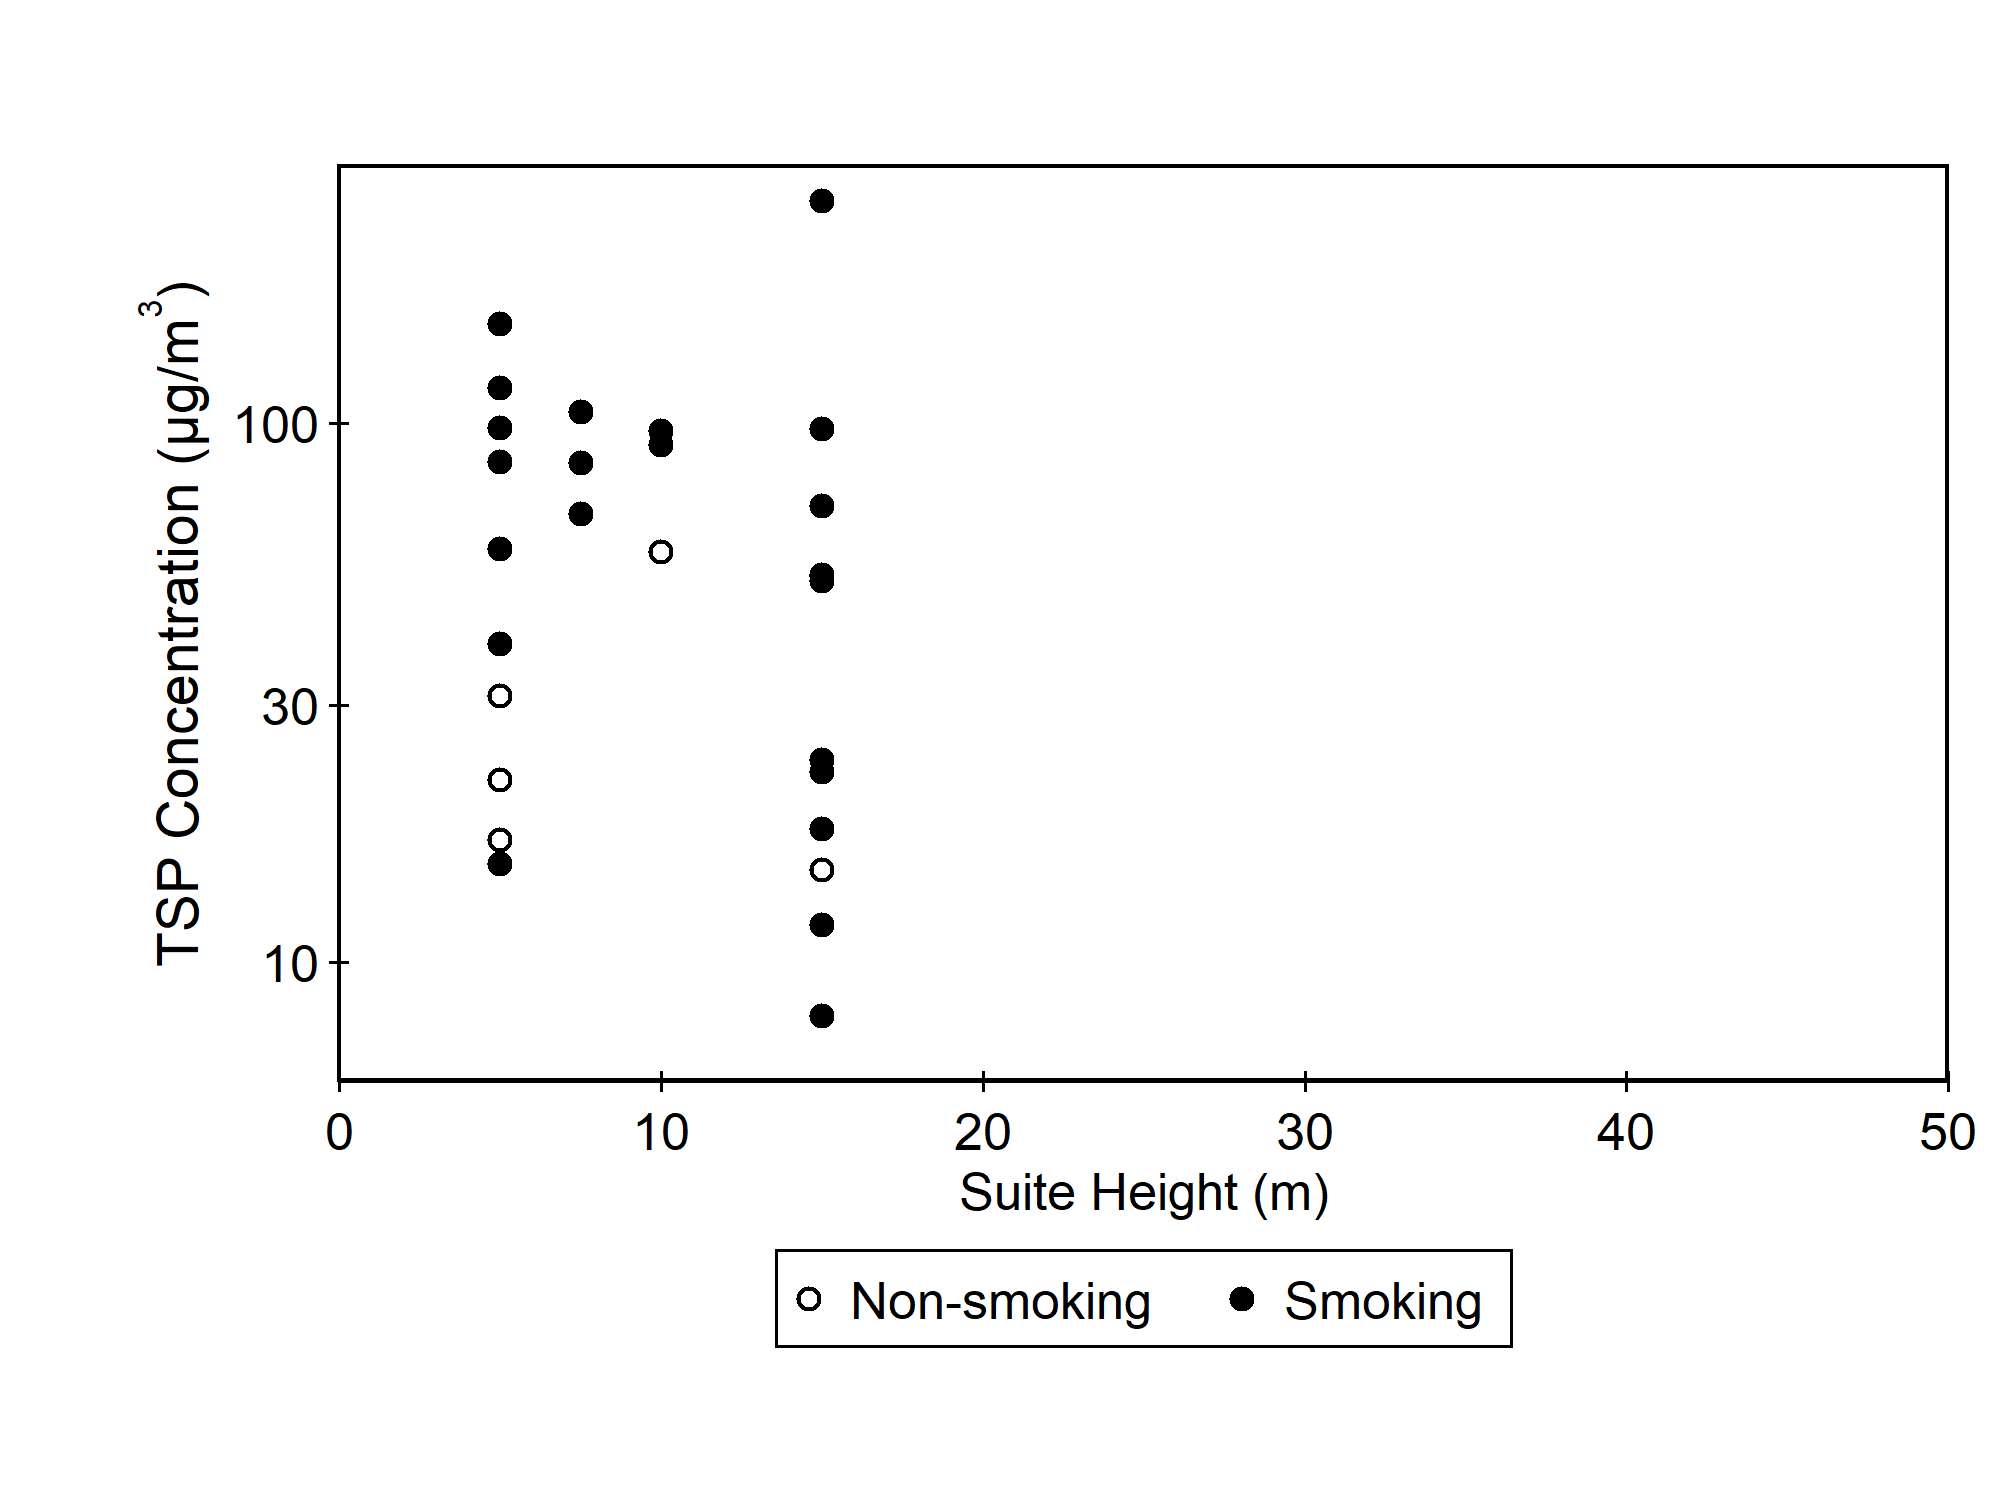 TSP Concentration (µg/m³)
100
30
10
0 10 20 30 40 50
Suite Height (m)
Non-smoking Smoking